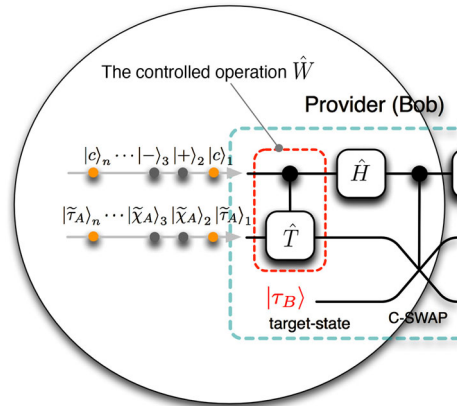 The controlled operation Ŵ
Provider (Bob)
|c⟩ₙ ··· |−⟩₃ |+⟩₂ |c⟩₁
Ĥ
|τ̃_A⟩ₙ ··· |χ̃_A⟩₃ |χ̃_A⟩₂ |τ̃_A⟩₁
T̂
|τ_B⟩
target-state
C-SWAP